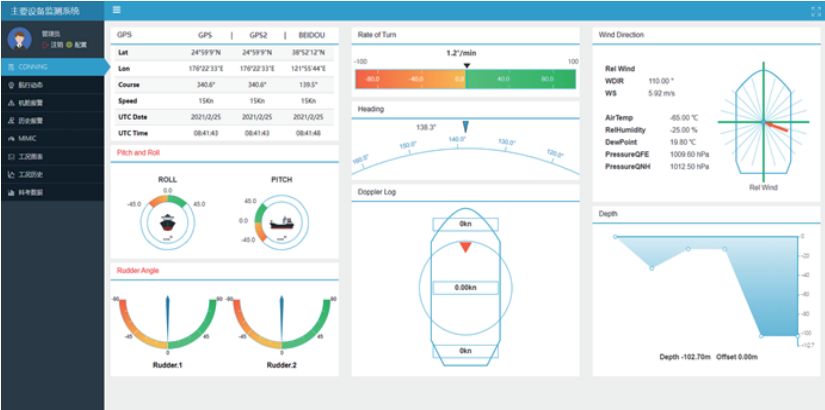 主要设备监测系统
管理员
注销 配置
CONNING
航行动态
机舱报警
历史报警
MIMIC
工况图表
工况历史
科考数据
GPS GPS | GPS2 | BEIDOU
Lat 24°59'9"N 24°59'9"N 38°52'12"N
Lon 176°22'33"E 176°22'33"E 121°55'44"E
Course 340.6° 340.6° 139.5°
Speed 15Kn 15Kn 15Kn
UTC Date 2021/2/25 2021/2/25 2021/2/25
UTC Time 08:41:43 08:41:43 08:41:48
Pitch and Roll
ROLL PITCH
0.0
-45.0 45.0
45.0
0.0
-45.0
Rudder Angle
-90 90 -90 90
-45 45 -45 45
0 0
Rudder.1 Rudder.2
Rate of Turn
1.2°/min
-100 100
-80.0 -40.0 0.0 40.0 80.0
Heading
138.3°
160.0° 150.0° 140.0° 130.0° 120.0°
Doppler Log
0kn
0.00kn
0kn
Wind Direction
Rel Wind
WDIR 110.00 °
WS 5.92 m/s
AirTemp -65.00 ℃
RelHumidity -25.00 %
DewPoint 19.80 ℃
PressureQFE 1009.60 hPa
PressureQNH 1012.50 hPa
Rel Wind
Depth
0
-20
-40
-60
-80
-100
-102.7
Depth -102.70m Offset 0.00m